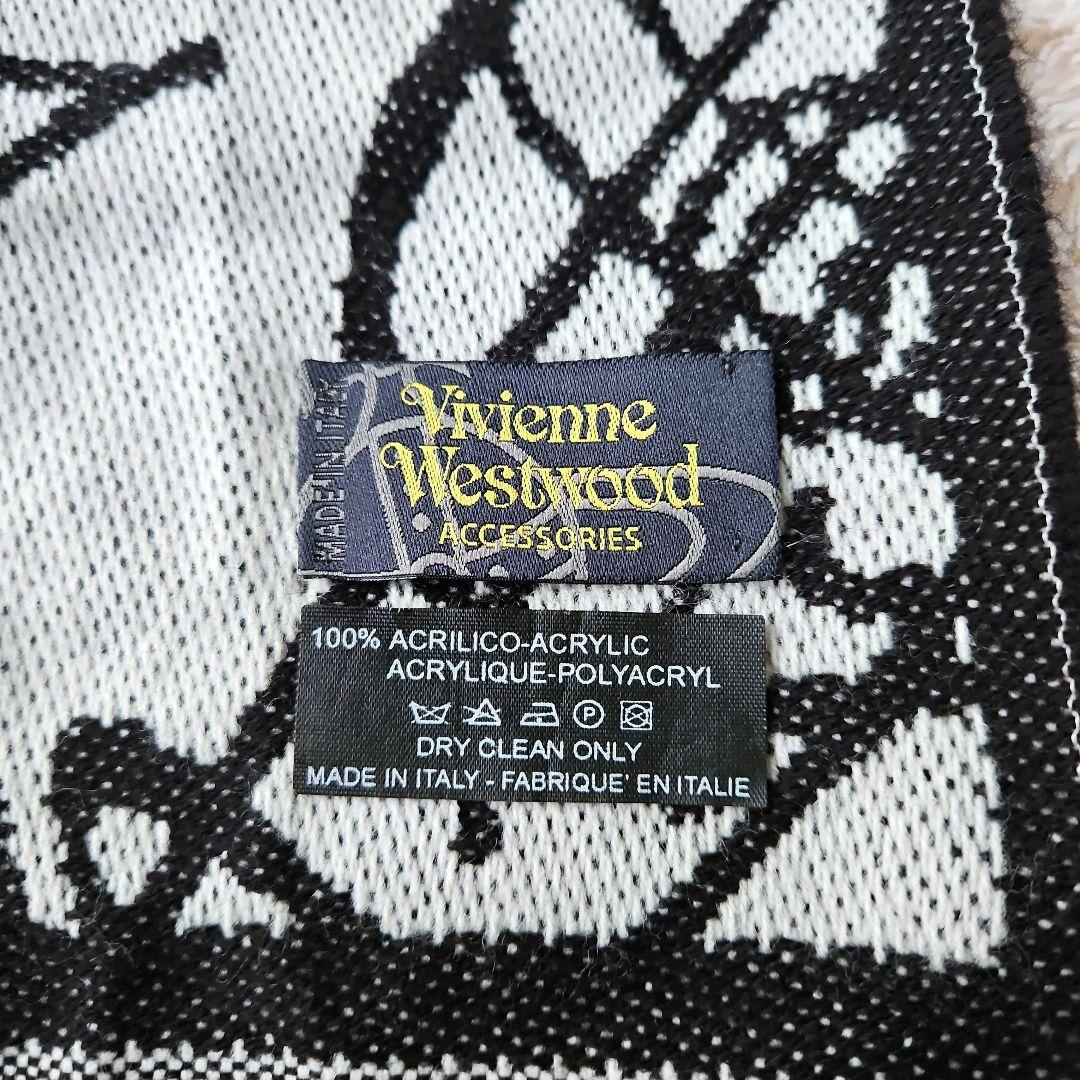 Vivienne
Westwood
ACCESSORIES
MADE IN ITALY
100% ACRILICO-ACRYLIC
ACRYLIQUE-POLYACRYL
P
DRY CLEAN ONLY
MADE IN ITALY - FABRIQUE' EN ITALIE